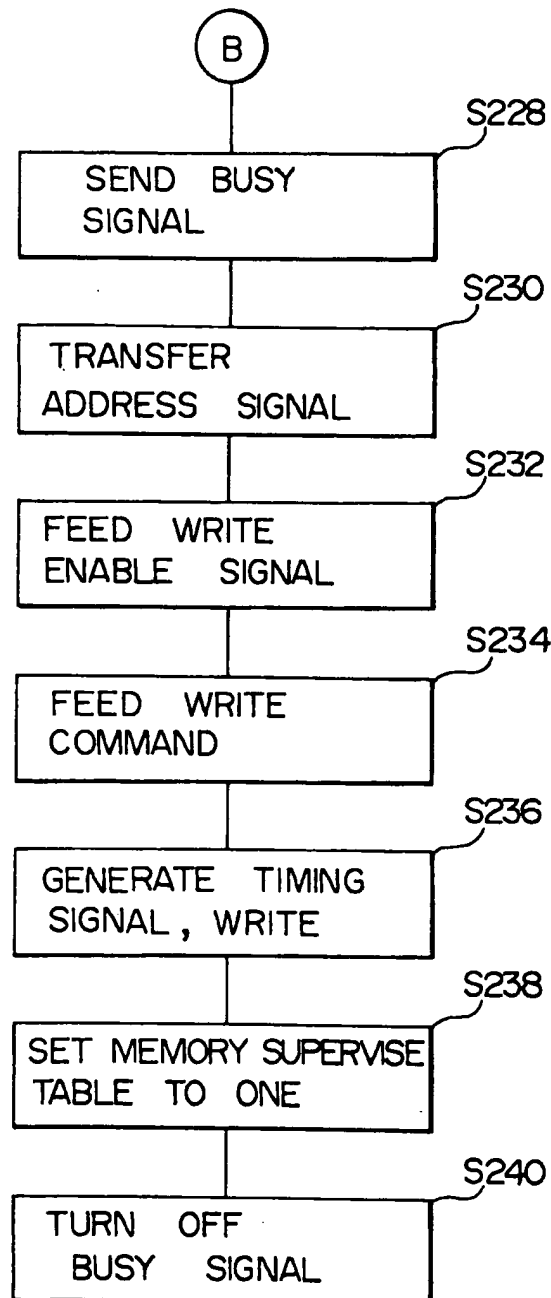 B
S228
SEND BUSY
SIGNAL
S230
TRANSFER
ADDRESS SIGNAL
S232
FEED WRITE
ENABLE SIGNAL
S234
FEED WRITE
COMMAND
S236
GENERATE TIMING
SIGNAL, WRITE
S238
SET MEMORY SUPERVISE
TABLE TO ONE
S240
TURN OFF
BUSY SIGNAL